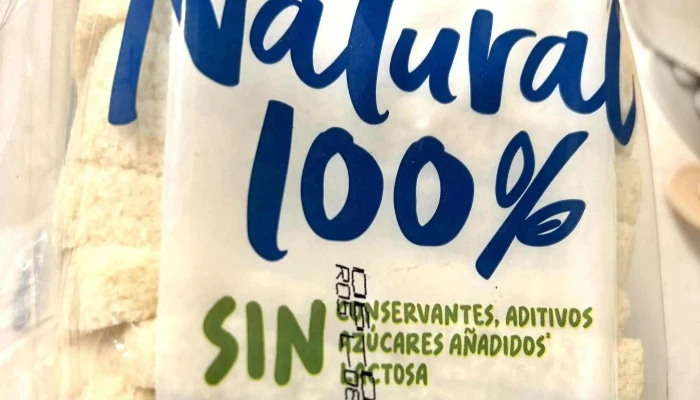 Natural
100%
SIN
CONSERVANTES, ADITIVOS
AZÚCARES AÑADIDOS*
LACTOSA